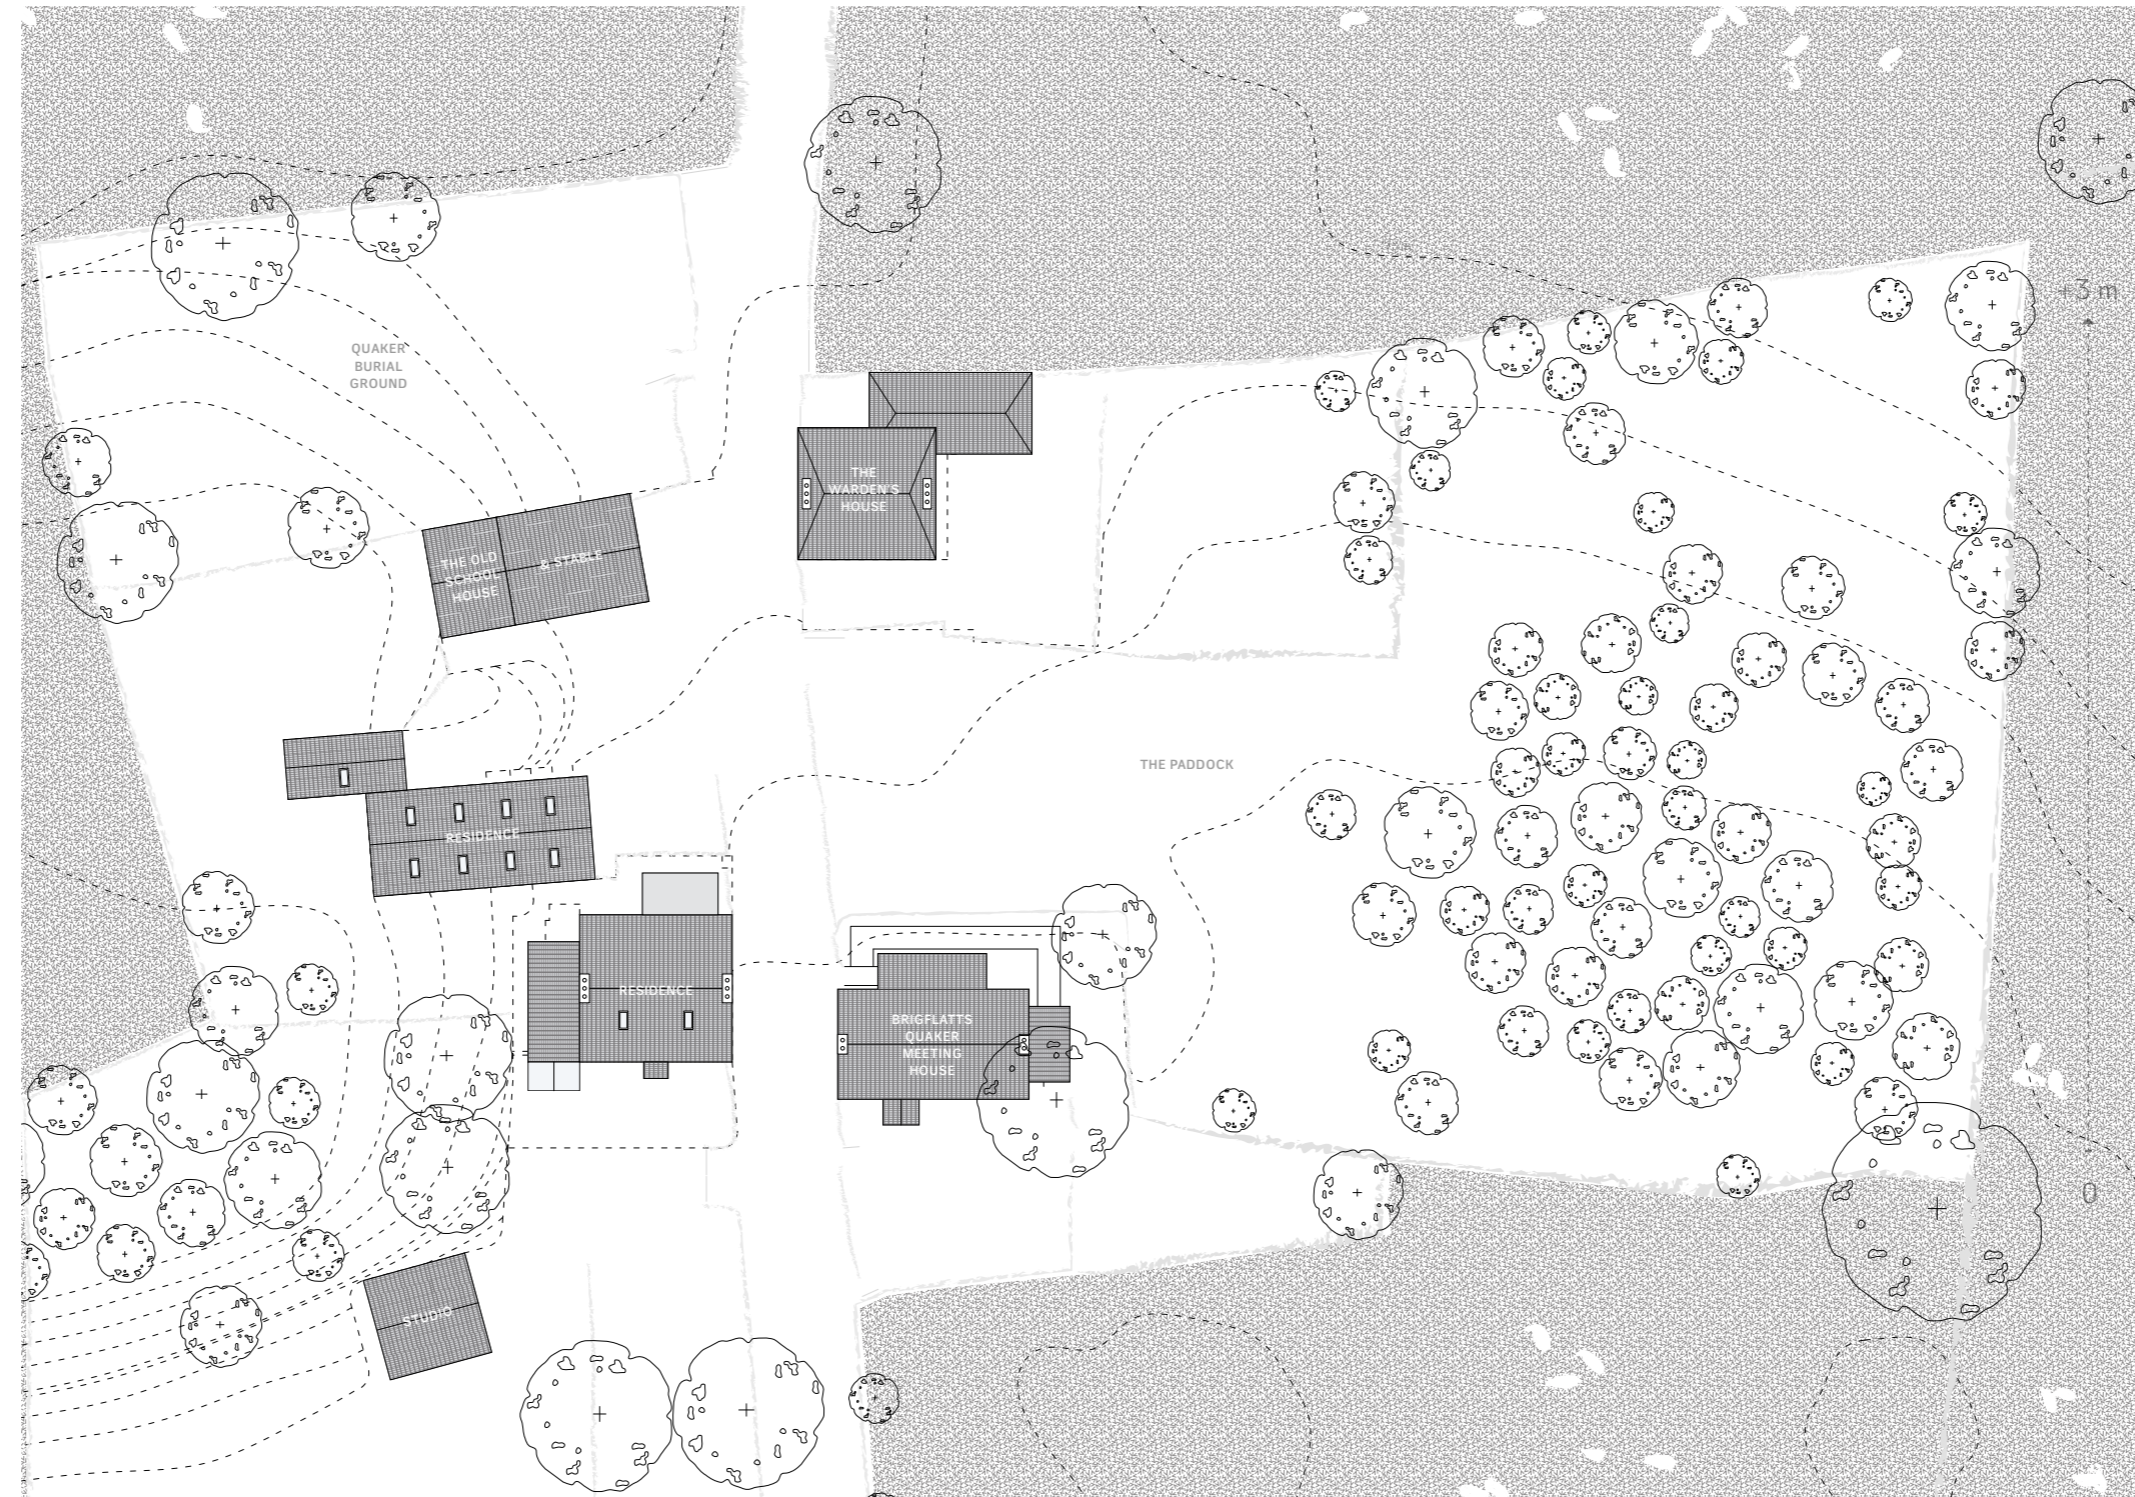 QUAKER
BURIAL
GROUND
+3 m
THE
WARDEN'S
HOUSE
THE OLD
SCHOOL
HOUSE
& STABLE
THE PADDOCK
RESIDENCE
RESIDENCE
BRIGFLATTS
QUAKER
MEETING
HOUSE
0
STUDIO